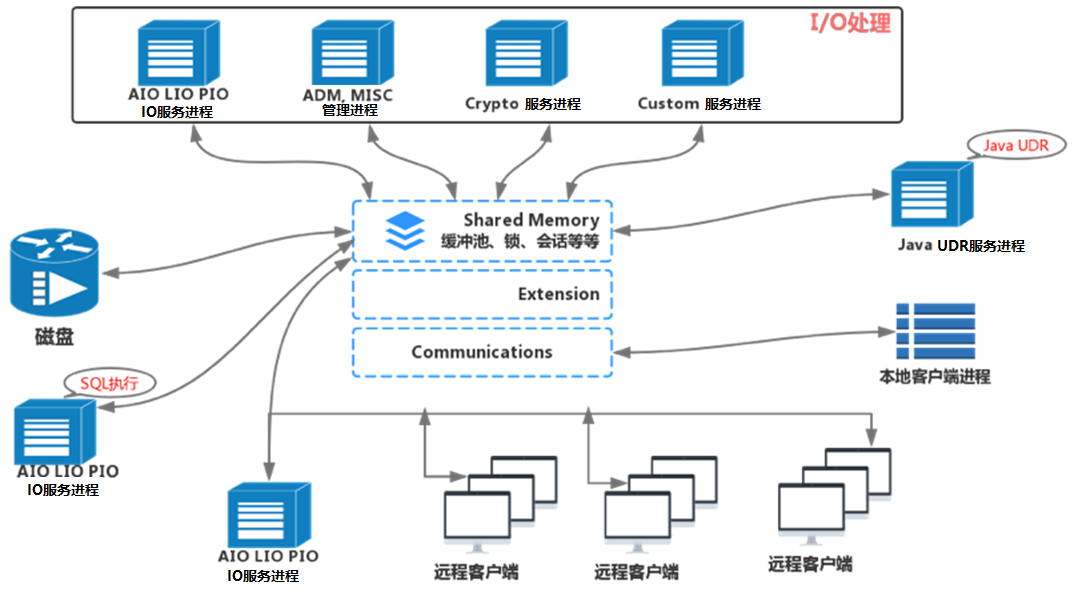 I/O处理
AIO LIO PIO
IO服务进程
ADM, MISC
管理进程
Crypto 服务进程
Custom 服务进程
Java UDR
Java UDR服务进程
Shared Memory
缓冲池、锁、会话等等
Extension
Communications
磁盘
本地客户端进程
SQL执行
AIO LIO PIO
IO服务进程
AIO LIO PIO
IO服务进程
远程客户端
远程客户端
远程客户端